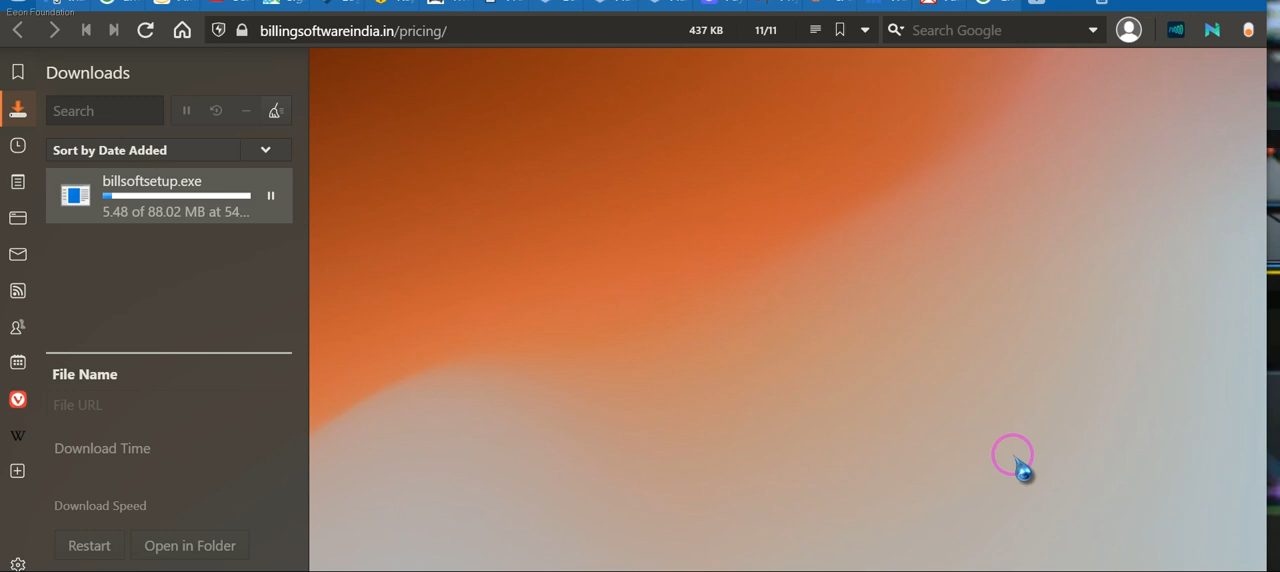 Eeon Foundation
billingsoftwareindia.in/pricing/
437 KB
11/11
Search Google
Downloads
Search
Sort by Date Added
billsoftsetup.exe
5.48 of 88.02 MB at 54...
File Name
File URL
Download Time
Download Speed
Restart
Open in Folder
W